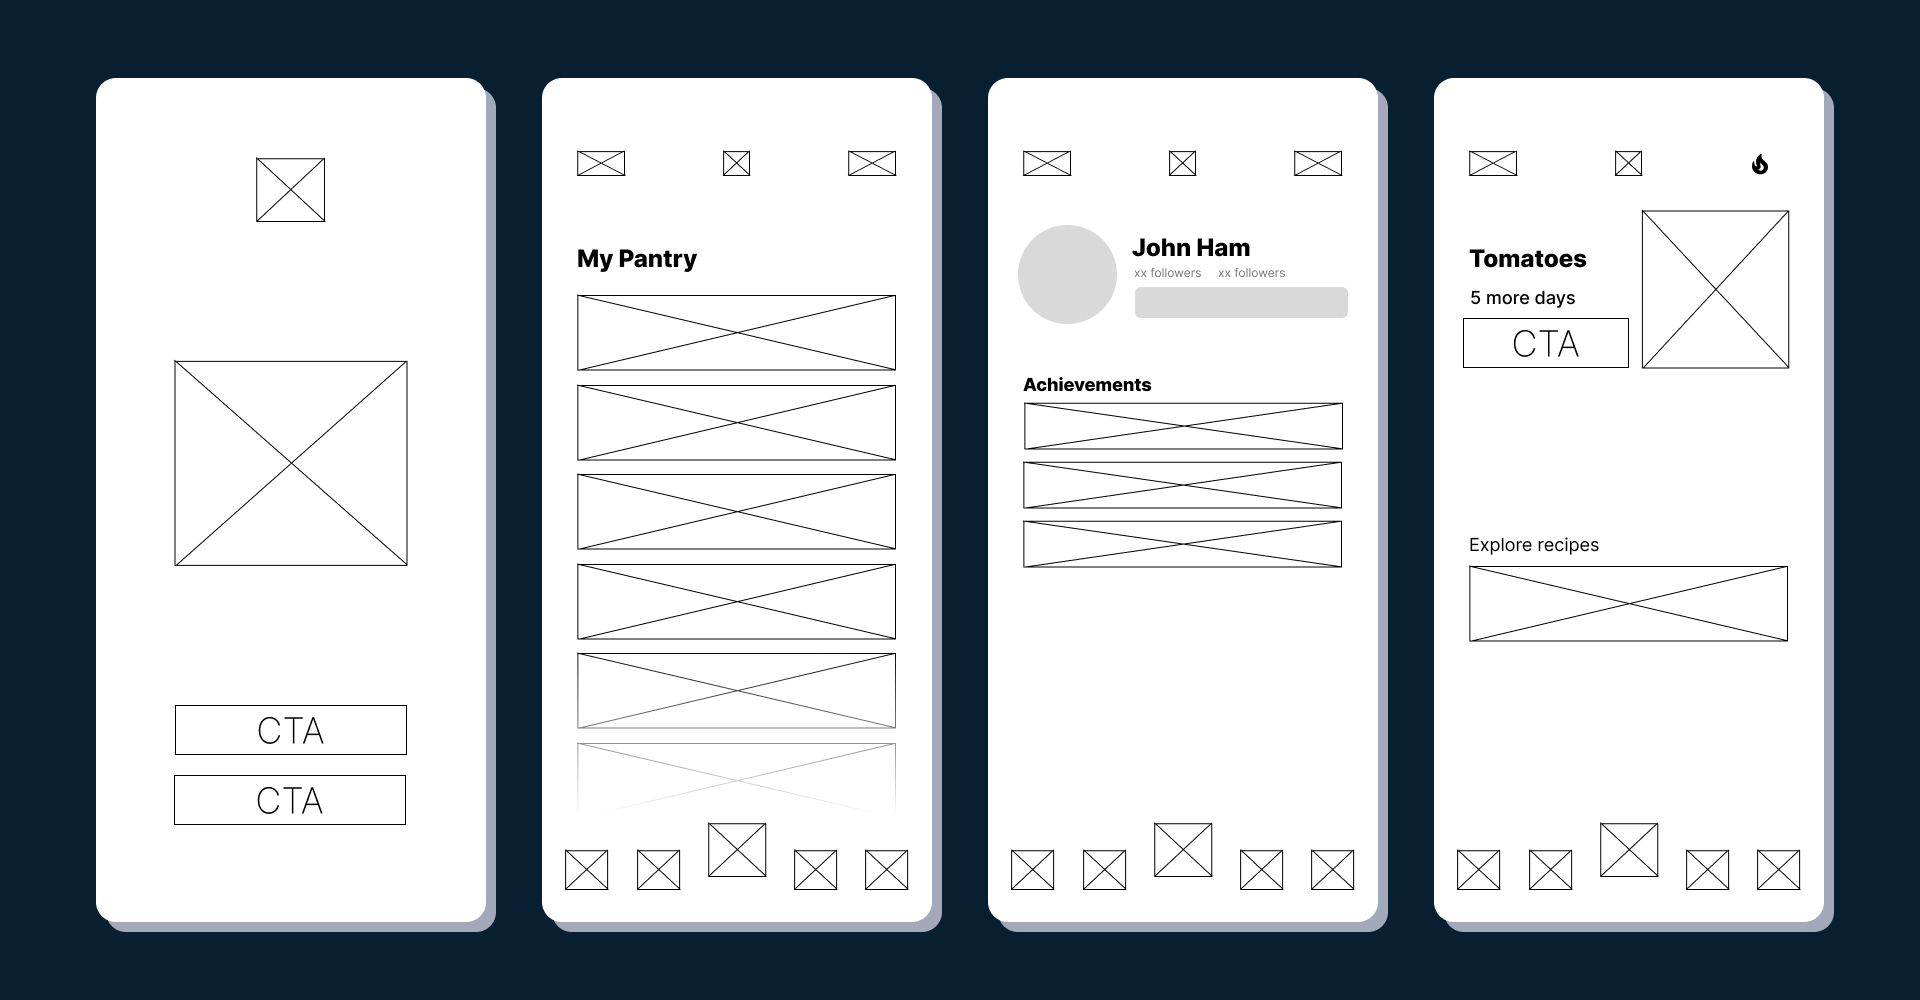 CTA
CTA
My Pantry
John Ham
xx followers xx followers
Achievements
Tomatoes
5 more days
CTA
Explore recipes